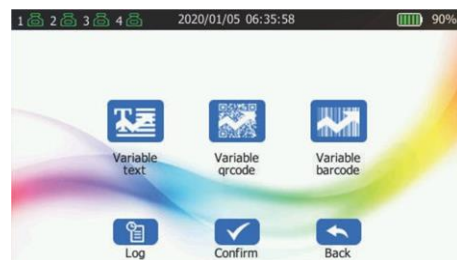 1 2 3 4 2020/01/05 06:35:58 90%
Variable
text
Variable
qrcode
Variable
barcode
Log Confirm Back